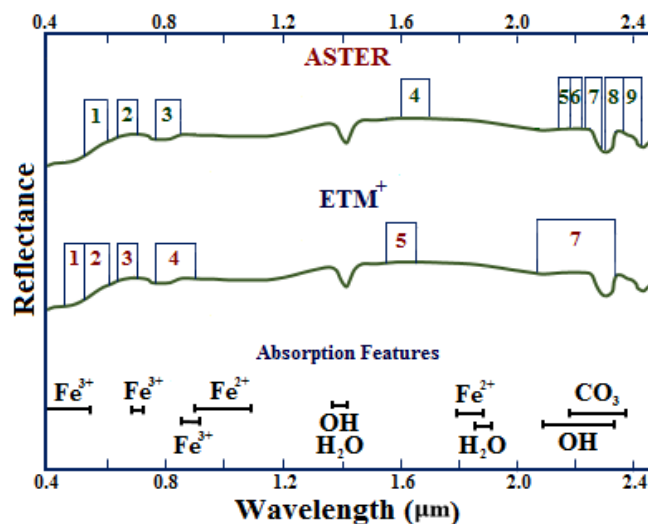 0.4 0.8 1.2 1.6 2.0 2.4
ASTER
1 2 3 4 5 6 7 8 9
Reflectance
ETM+
1 2 3 4 5 7
Absorption Features
Fe3+ Fe3+ Fe2+ Fe2+ CO3
Fe3+ OH H2O OH
H2O
0.4 0.8 1.2 1.6 2.0 2.4
Wavelength (µm)